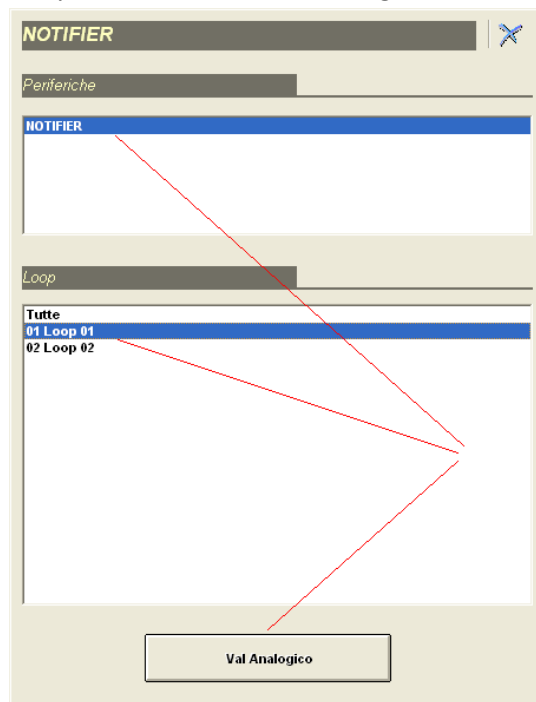 NOTIFIER
Periferiche
NOTIFIER
Loop
Tutte
01 Loop 01
02 Loop 02
Val Analogico